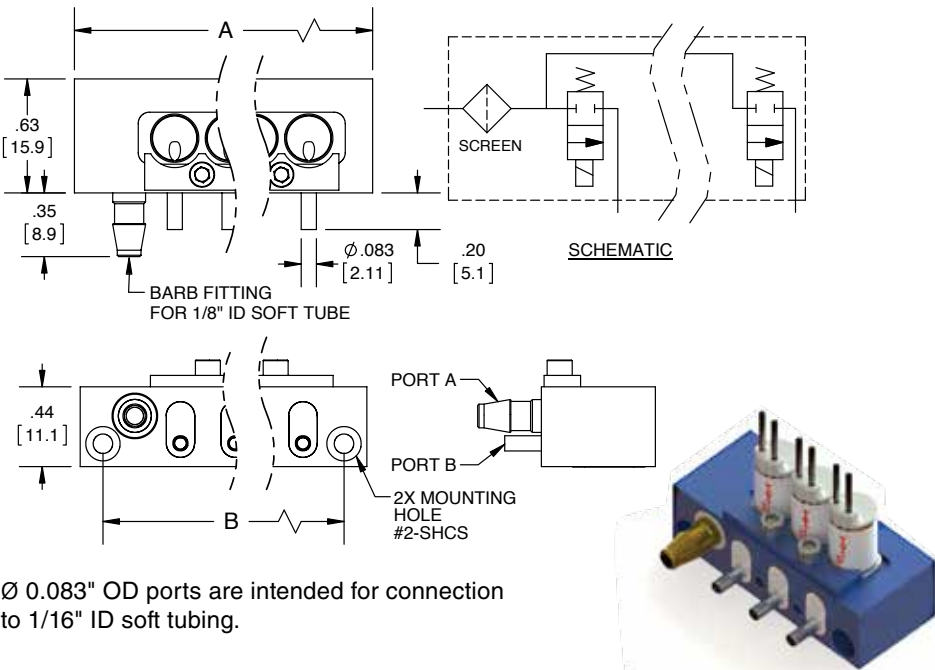 A
.63
[15.9]
.35
[8.9]
Ø.083
[2.11]
.20
[5.1]
BARB FITTING
FOR 1/8" ID SOFT TUBE
SCREEN
SCHEMATIC
.44
[11.1]
B
PORT A
PORT B
2X MOUNTING
HOLE
#2-SHCS
Ø 0.083" OD ports are intended for connection
to 1/16" ID soft tubing.